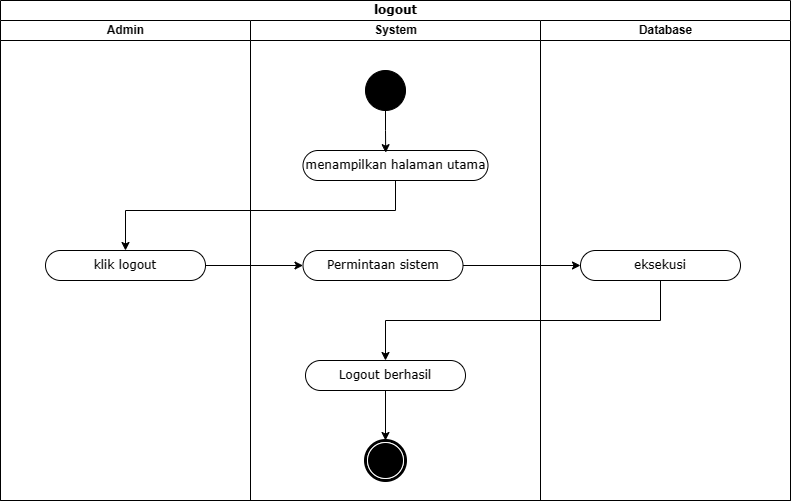 logout
Admin
System
Database
menampilkan halaman utama
klik logout
Permintaan sistem
eksekusi
Logout berhasil